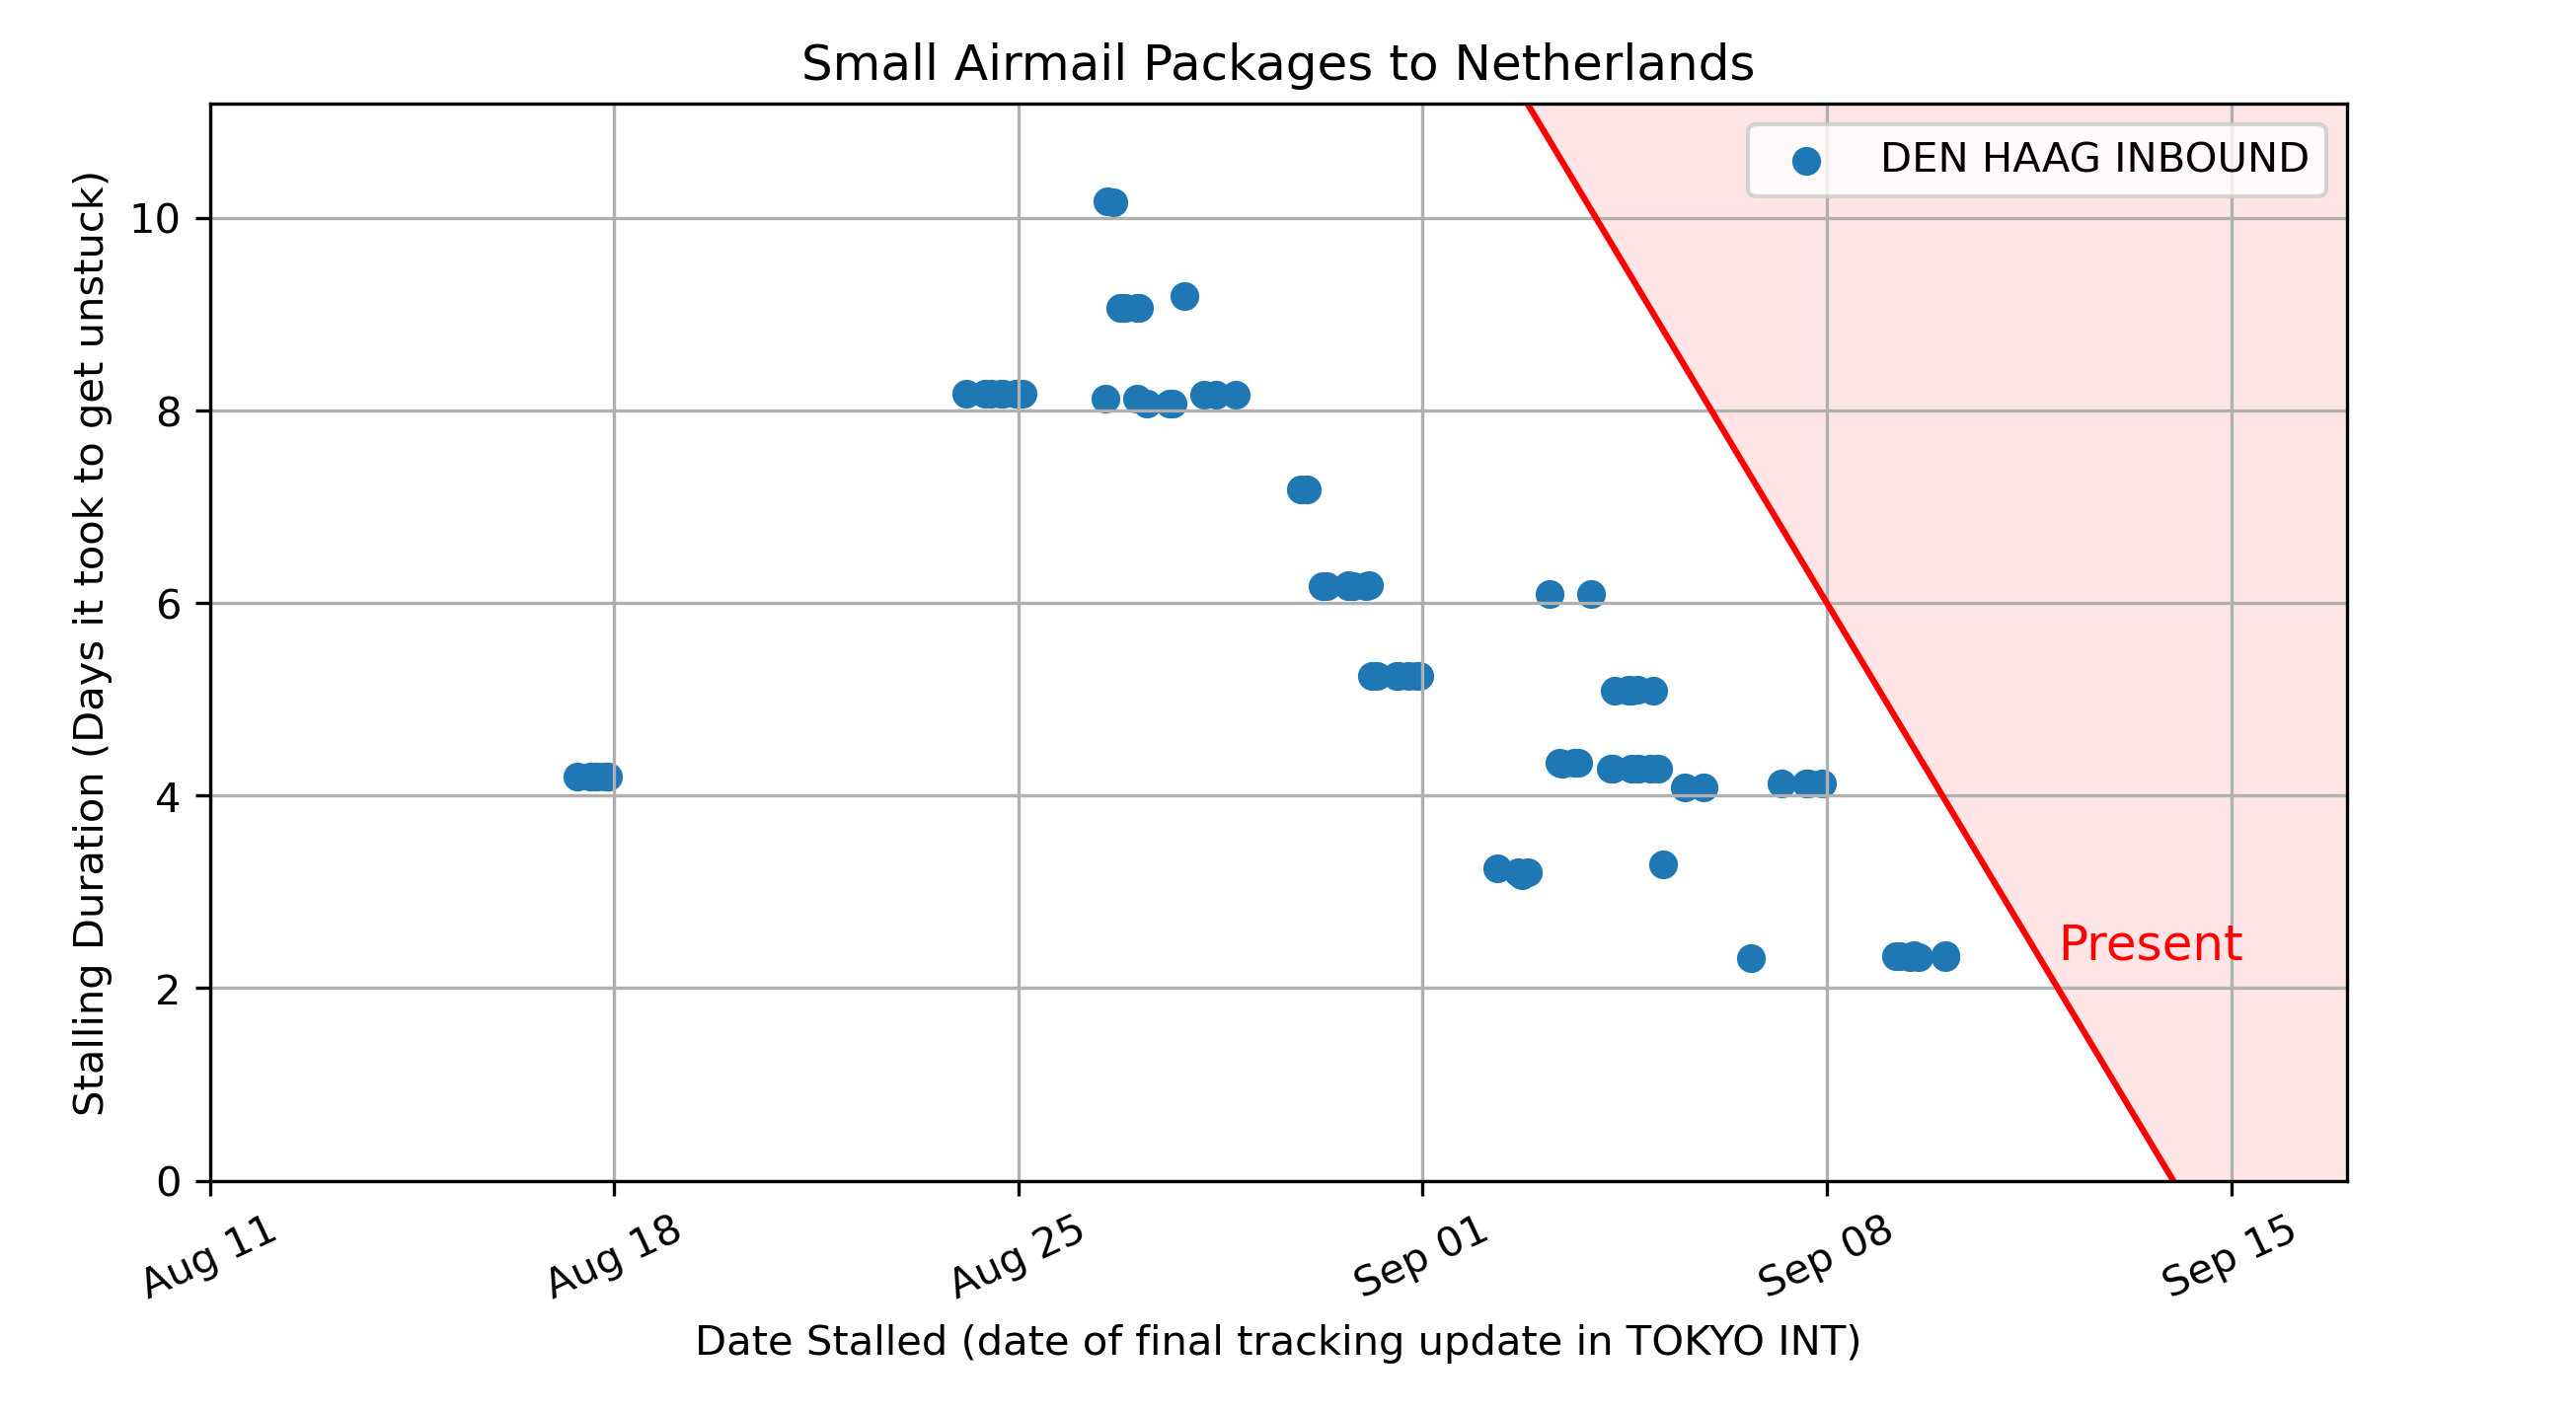 Small Airmail Packages to Netherlands
DEN HAAG INBOUND
Stalling Duration (Days it took to get unstuck)
10
8
6
4
2
0
Present
Aug 11
Aug 18
Aug 25
Sep 01
Sep 08
Sep 15
Date Stalled (date of final tracking update in TOKYO INT)